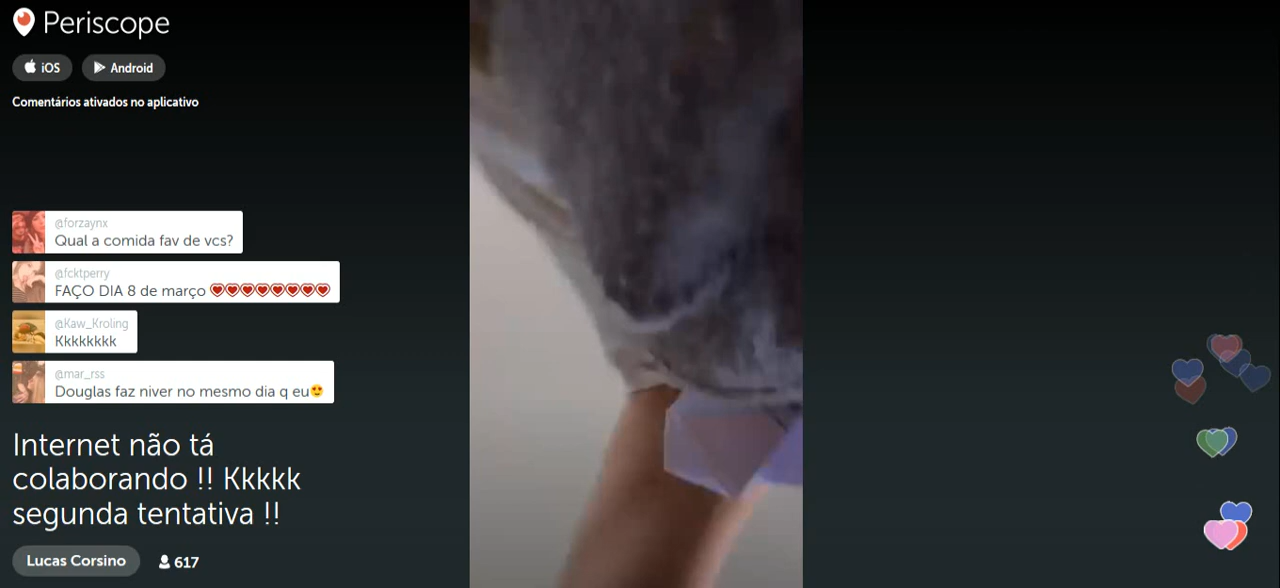 Periscope
iOS Android
Comentários ativados no aplicativo
@forzaynx
Qual a comida fav de vcs?
@fcktperry
FAÇO DIA 8 de março ❤❤❤❤❤❤❤❤
@Kaw_Kroling
Kkkkkkkk
@mar_rss
Douglas faz niver no mesmo dia q eu😍
Internet não tá
colaborando !! Kkkkk
segunda tentativa !!
Lucas Corsino 617